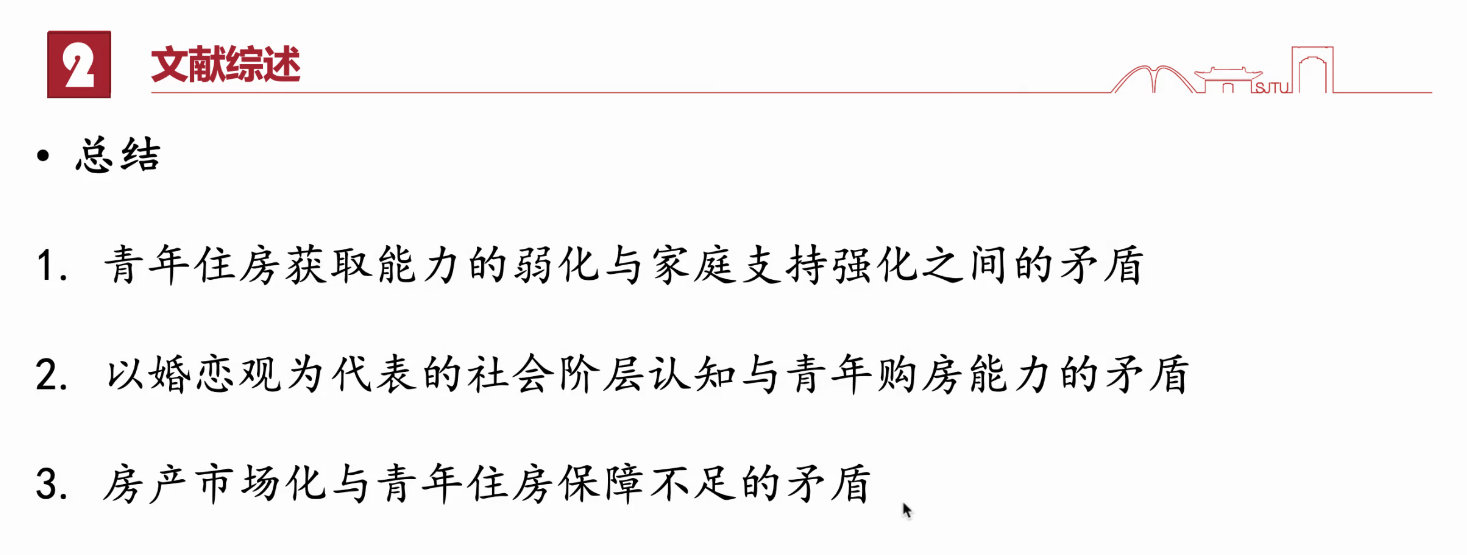 2 文献综述
SJTU
• 总结
1. 青年住房获取能力的弱化与家庭支持强化之间的矛盾
2. 以婚恋观为代表的社会阶层认知与青年购房能力的矛盾
3. 房产市场化与青年住房保障不足的矛盾